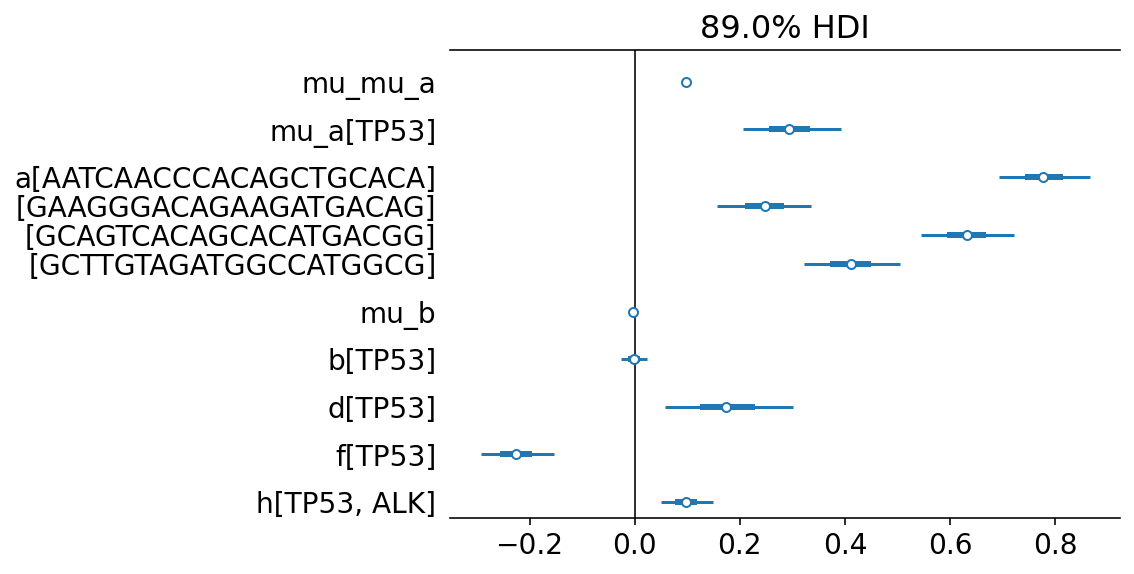 89.0% HDI
mu_mu_a
mu_a[TP53]
a[AATCAACCCACAGCTGCACA]
[GAAGGGACAGAAGATGACAG]
[GCAGTCACAGCACATGACGG]
[GCTTGTAGATGGCCATGGCG]
mu_b
b[TP53]
d[TP53]
f[TP53]
h[TP53, ALK]
−0.2 0.0 0.2 0.4 0.6 0.8